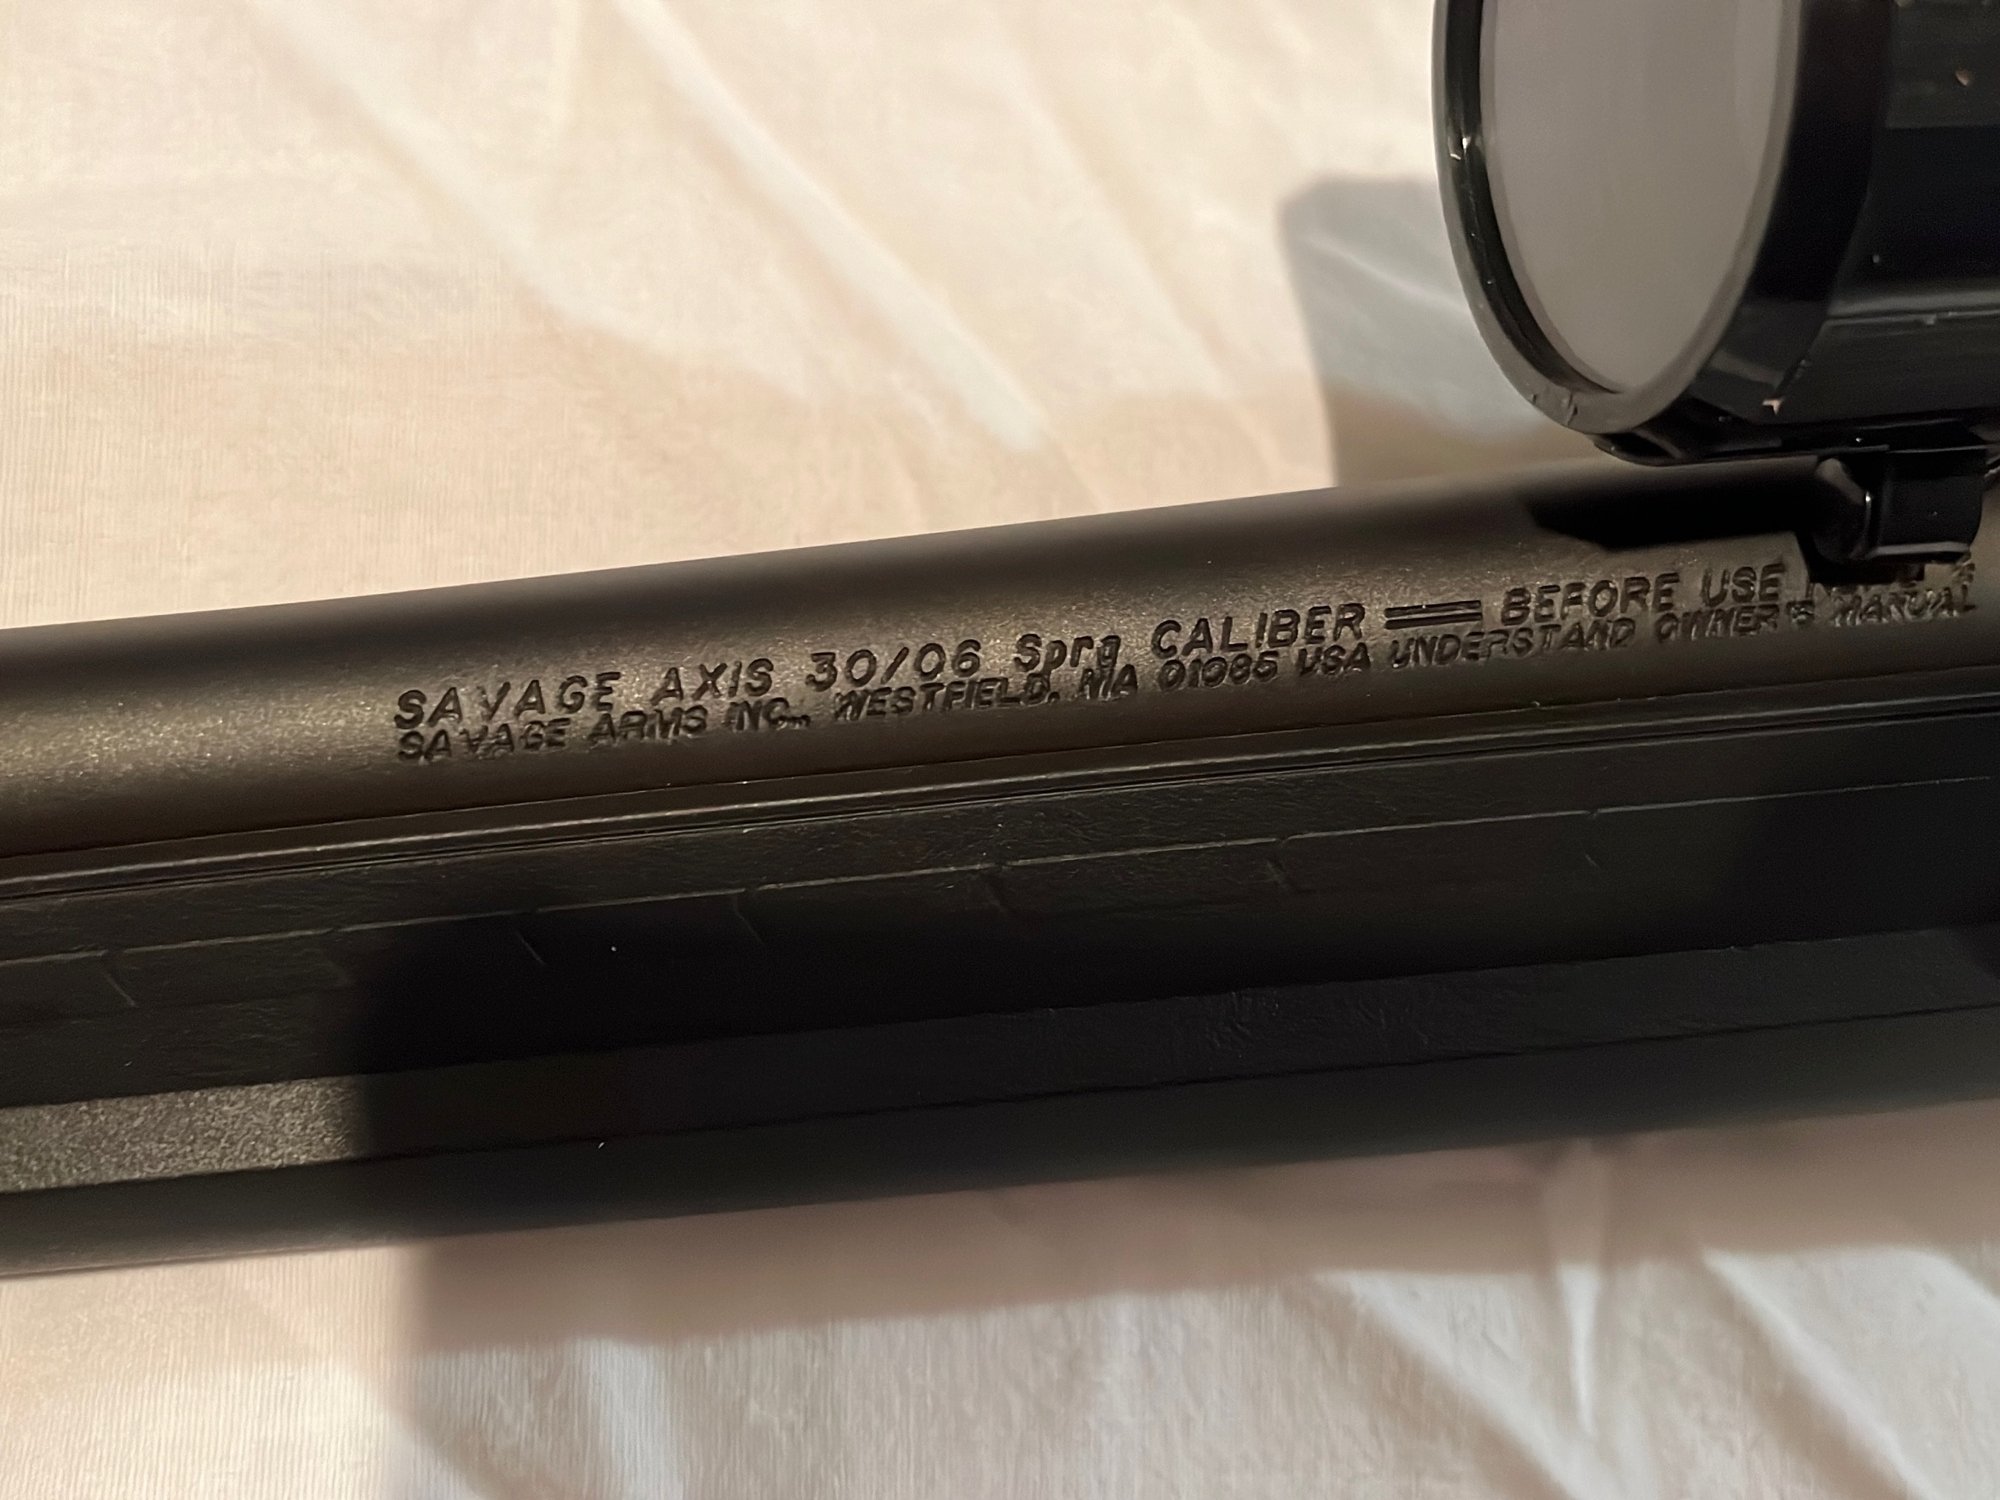 SAVAGE AXIS 30/06 Sprg CALIBER == BEFORE USE
SAVAGE ARMS INC., WESTFIELD, MA 01085 USA UNDERSTAND OWNER'S MANUAL